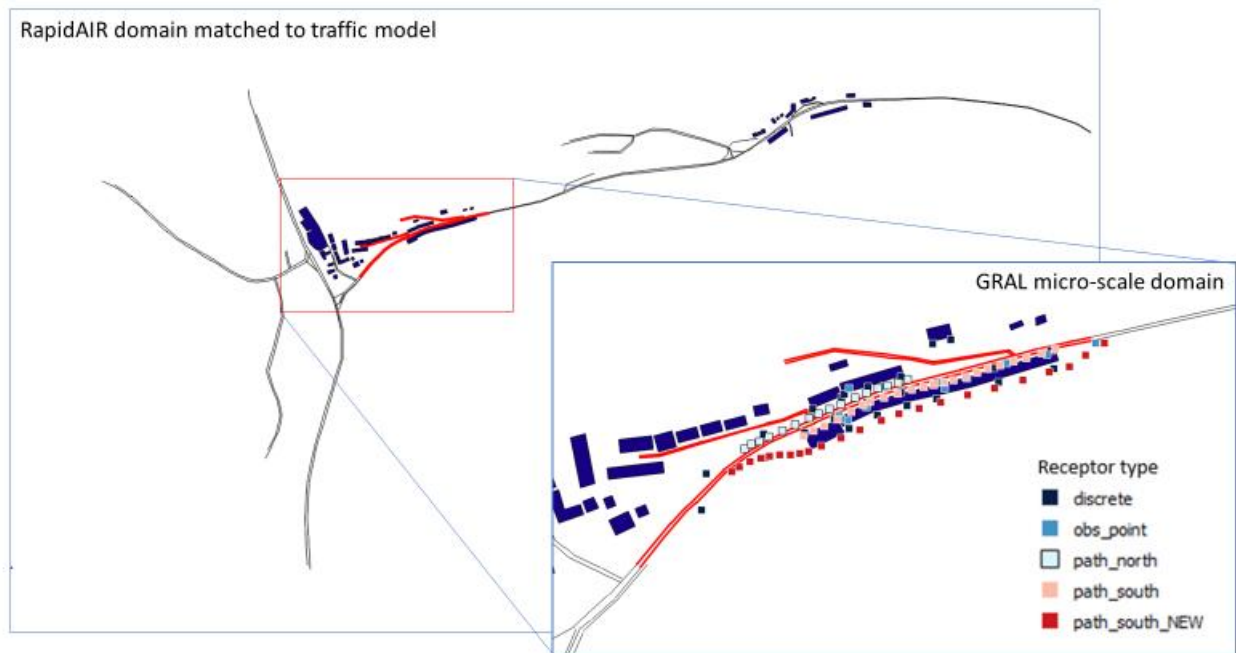 RapidAIR domain matched to traffic model
GRAL micro-scale domain
Receptor type
discrete
obs_point
path_north
path_south
path_south_NEW